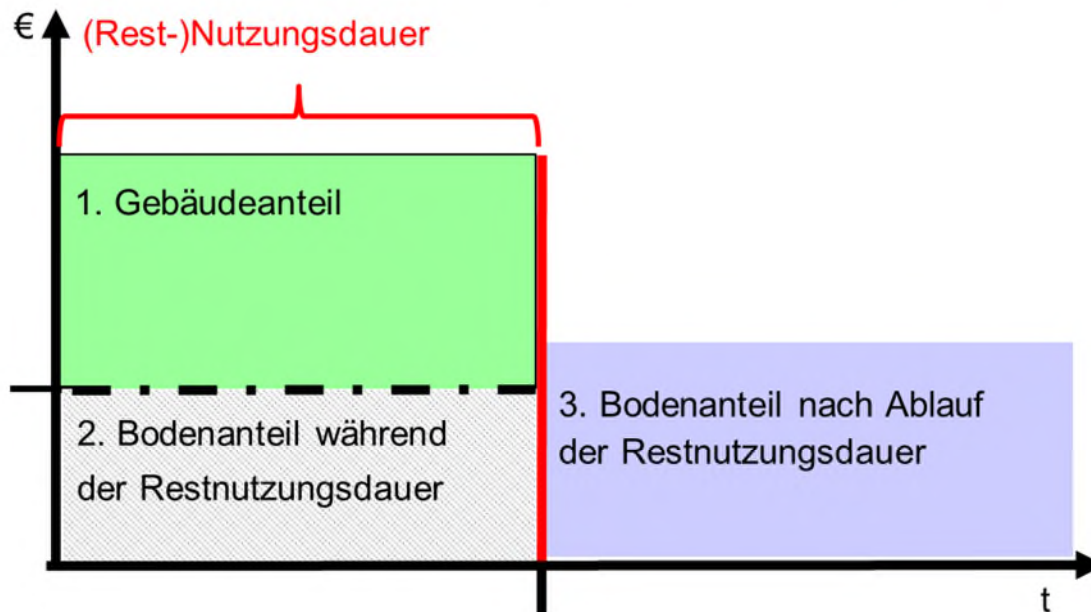 €
(Rest-)Nutzungsdauer
1. Gebäudeanteil
2. Bodenanteil während
der Restnutzungsdauer
3. Bodenanteil nach Ablauf
der Restnutzungsdauer
t